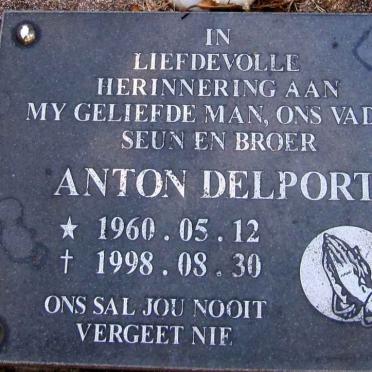 IN
LIEFDEVOLLE
HERINNERING AAN
MY GELIEFDE MAN, ONS VAD
SEUN EN BROER
ANTON DELPORT
★ 1960.05.12
† 1998.08.30
ONS SAL JOU NOOIT
VERGEET NIE